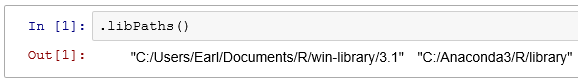 In [1]: .libPaths()
Out[1]: "C:/Users/Earl/Documents/R/win-library/3.1" "C:/Anaconda3/R/library"